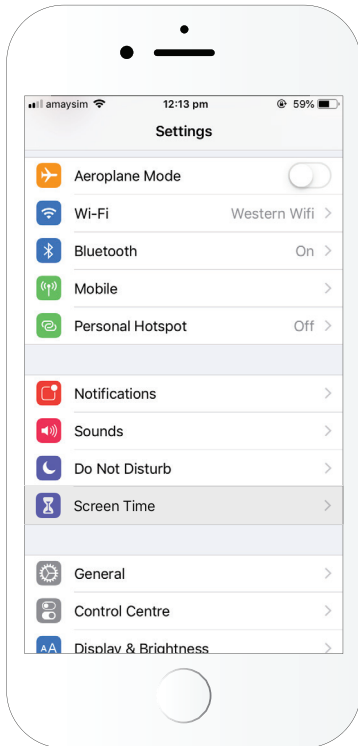 amaysim 12:13 pm 59%
Settings
Aeroplane Mode
Wi-Fi Western Wifi
Bluetooth On
Mobile
Personal Hotspot Off
Notifications
Sounds
Do Not Disturb
Screen Time
General
Control Centre
AA Display & Brightness